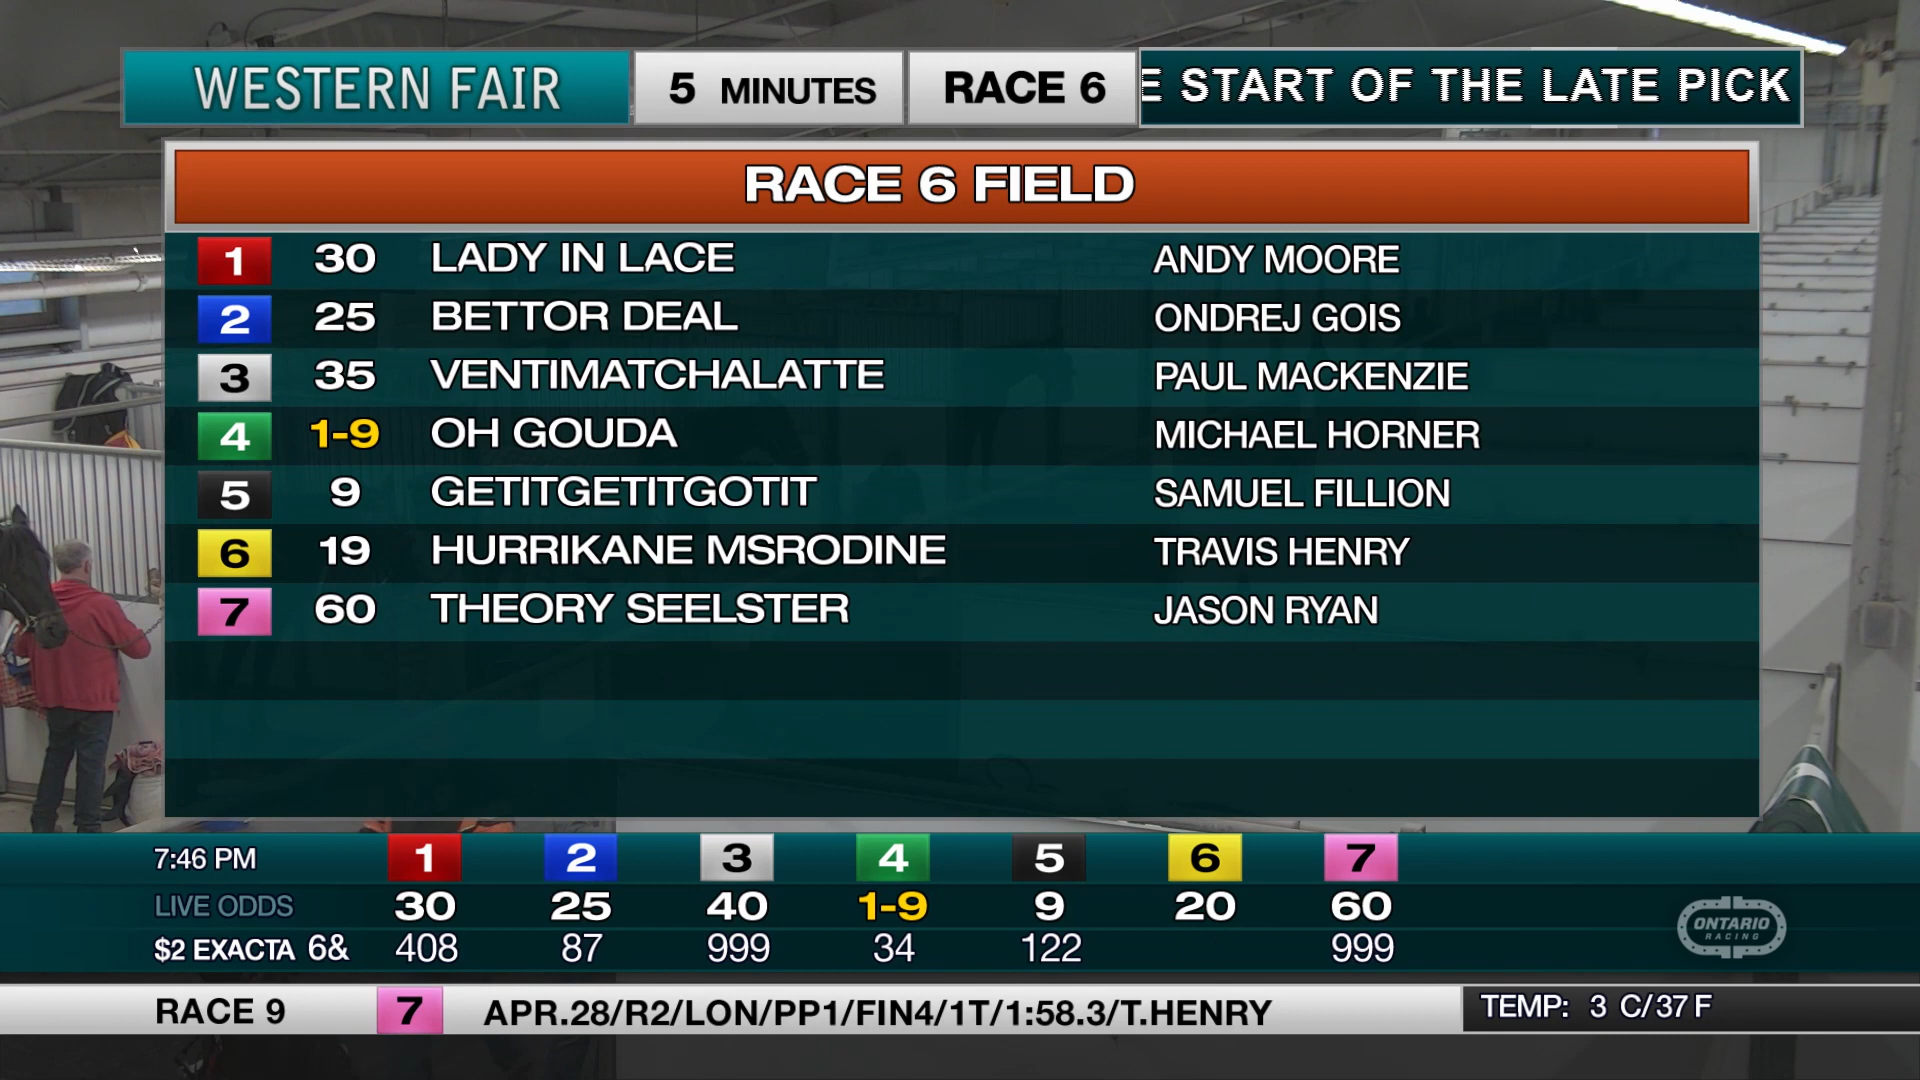 WESTERN FAIR 5 MINUTES RACE 6 E START OF THE LATE PICK
RACE 6 FIELD
1 30 LADY IN LACE ANDY MOORE
2 25 BETTOR DEAL ONDREJ GOIS
3 35 VENTIMATCHALATTE PAUL MACKENZIE
4 1-9 OH GOUDA MICHAEL HORNER
5 9 GETITGETITGOTIT SAMUEL FILLION
6 19 HURRIKANE MSRODINE TRAVIS HENRY
7 60 THEORY SEELSTER JASON RYAN
7:46 PM 1 2 3 4 5 6 7
LIVE ODDS 30 25 40 1-9 9 20 60
$2 EXACTA 6& 408 87 999 34 122 999
ONTARIO
RACING
RACE 9 7 APR.28/R2/LON/PP1/FIN4/1T/1:58.3/T.HENRY TEMP: 3 C/37 F